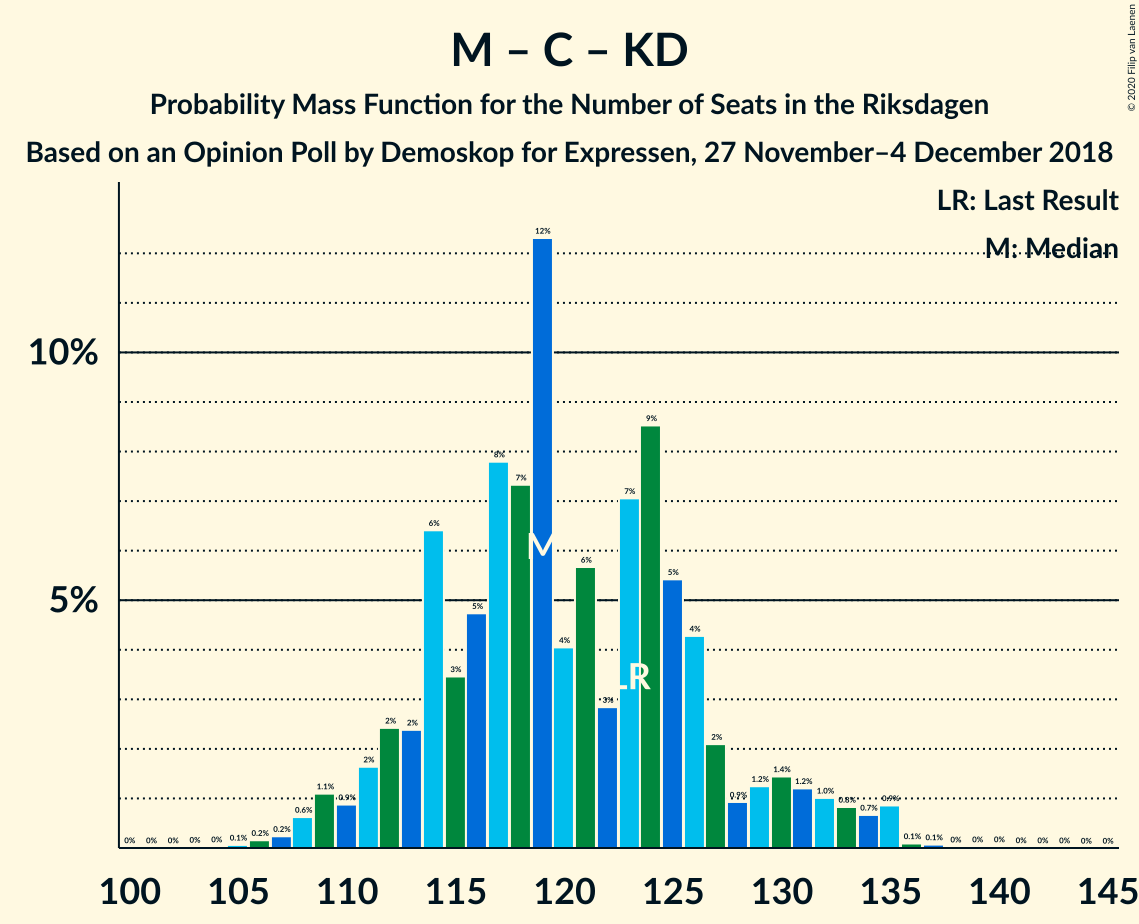 M – C – KD
Probability Mass Function for the Number of Seats in the Riksdagen
Based on an Opinion Poll by Demoskop for Expressen, 27 November–4 December 2018
© 2020 Filip van Laenen
LR: Last Result
M: Median
10%
5%
0% 0% 0% 0% 0% 0.1% 0.2% 0.2% 0.6% 1.1% 0.9% 2% 2% 2% 6% 3% 5% 8% 7% 12% 4% 6% 3% 7% 9% 5% 4% 2% 0.9% 1.2% 1.4% 1.2% 1.0% 0.8% 0.7% 0.9% 0.1% 0.1% 0% 0% 0% 0% 0% 0% 0% 0%
M
LR
100 105 110 115 120 125 130 135 140 145